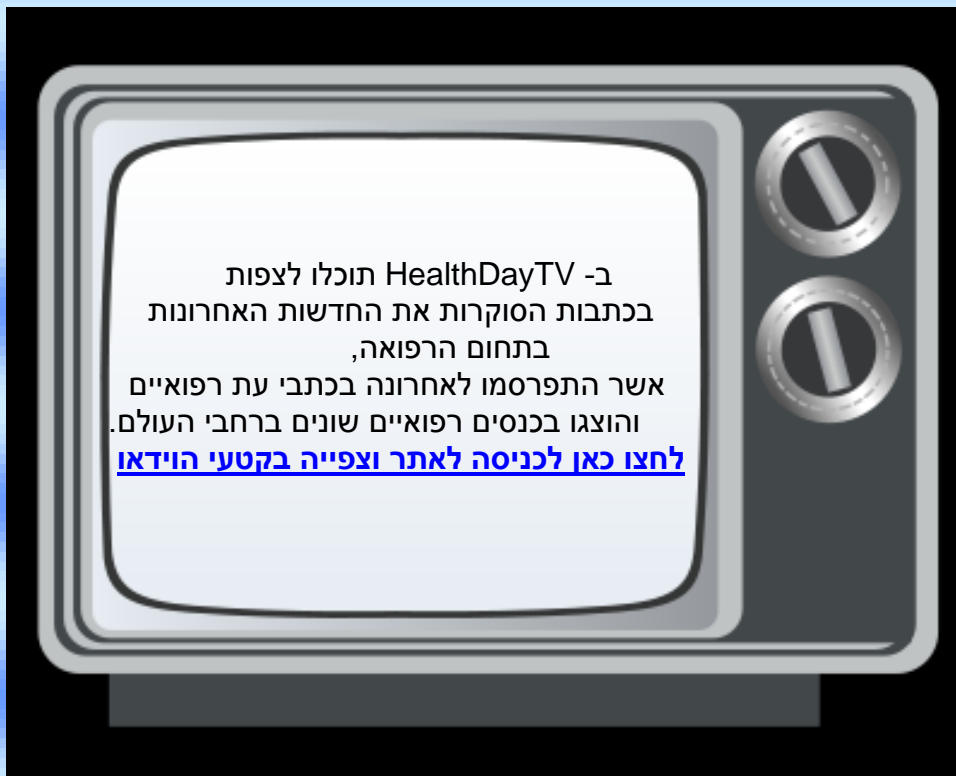 ב- HealthDayTV תוכלו לצפות
בכתבות הסוקרות את החדשות האחרונות
בתחום הרפואה,
אשר התפרסמו לאחרונה בכתבי עת רפואיים
והוצגו בכנסים רפואיים שונים ברחבי העולם.
לחצו כאן לכניסה לאתר וצפייה בקטעי הוידאו